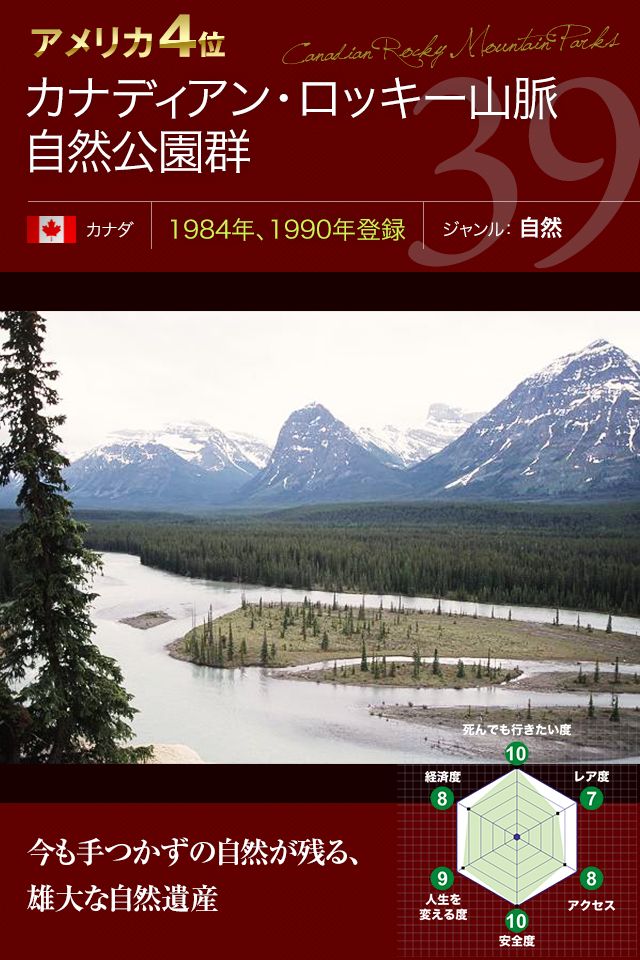 アメリカ4位
Canadian Rocky Mountain Parks
カナディアン・ロッキー山脈
自然公園群
39
カナダ
1984年、1990年登録
ジャンル：自然
死んでも行きたい度
10
経済度
8
レア度
7
9
人生を
変える度
8
アクセス
10
安全度
今も手つかずの自然が残る、
雄大な自然遺産